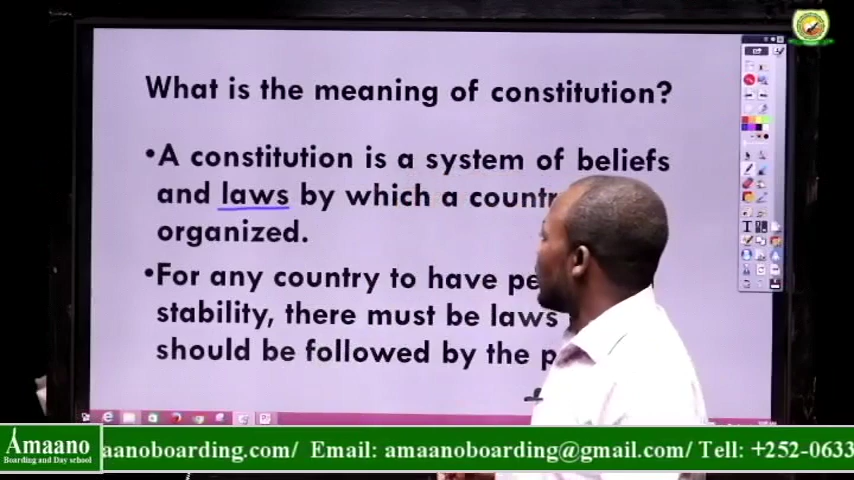 What is the meaning of constitution?
•A constitution is a system of beliefs
and laws by which a countr
organized.
•For any country to have pe
stability, there must be laws
should be followed by the p
Amaano
Boarding and Day school
aanoboarding.com/ Email: amaanoboarding@gmail.com/ Tell: +252-0633